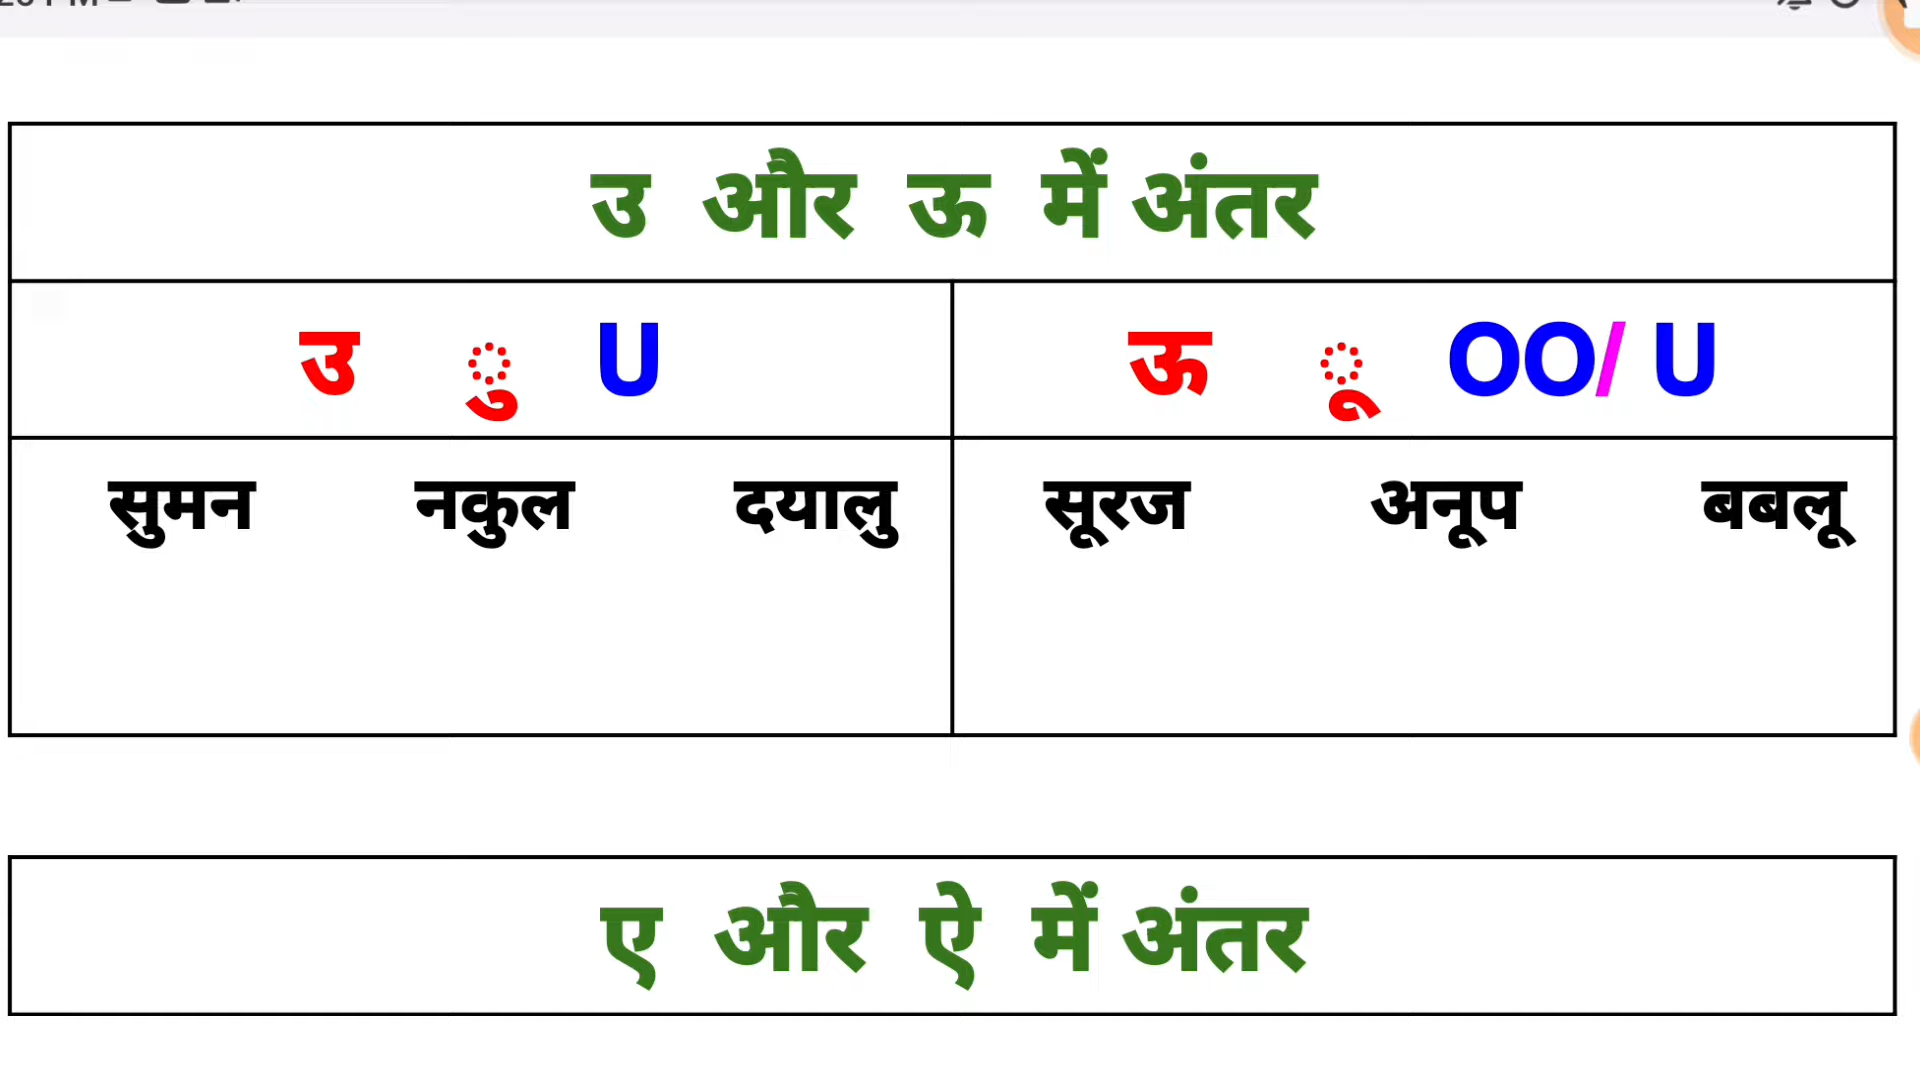 उ और ऊ में अंतर
उ ु U ऊ ू OO/ U
सुमन नकुल दयालु सूरज अनूप बबलू
ए और ऐ में अंतर